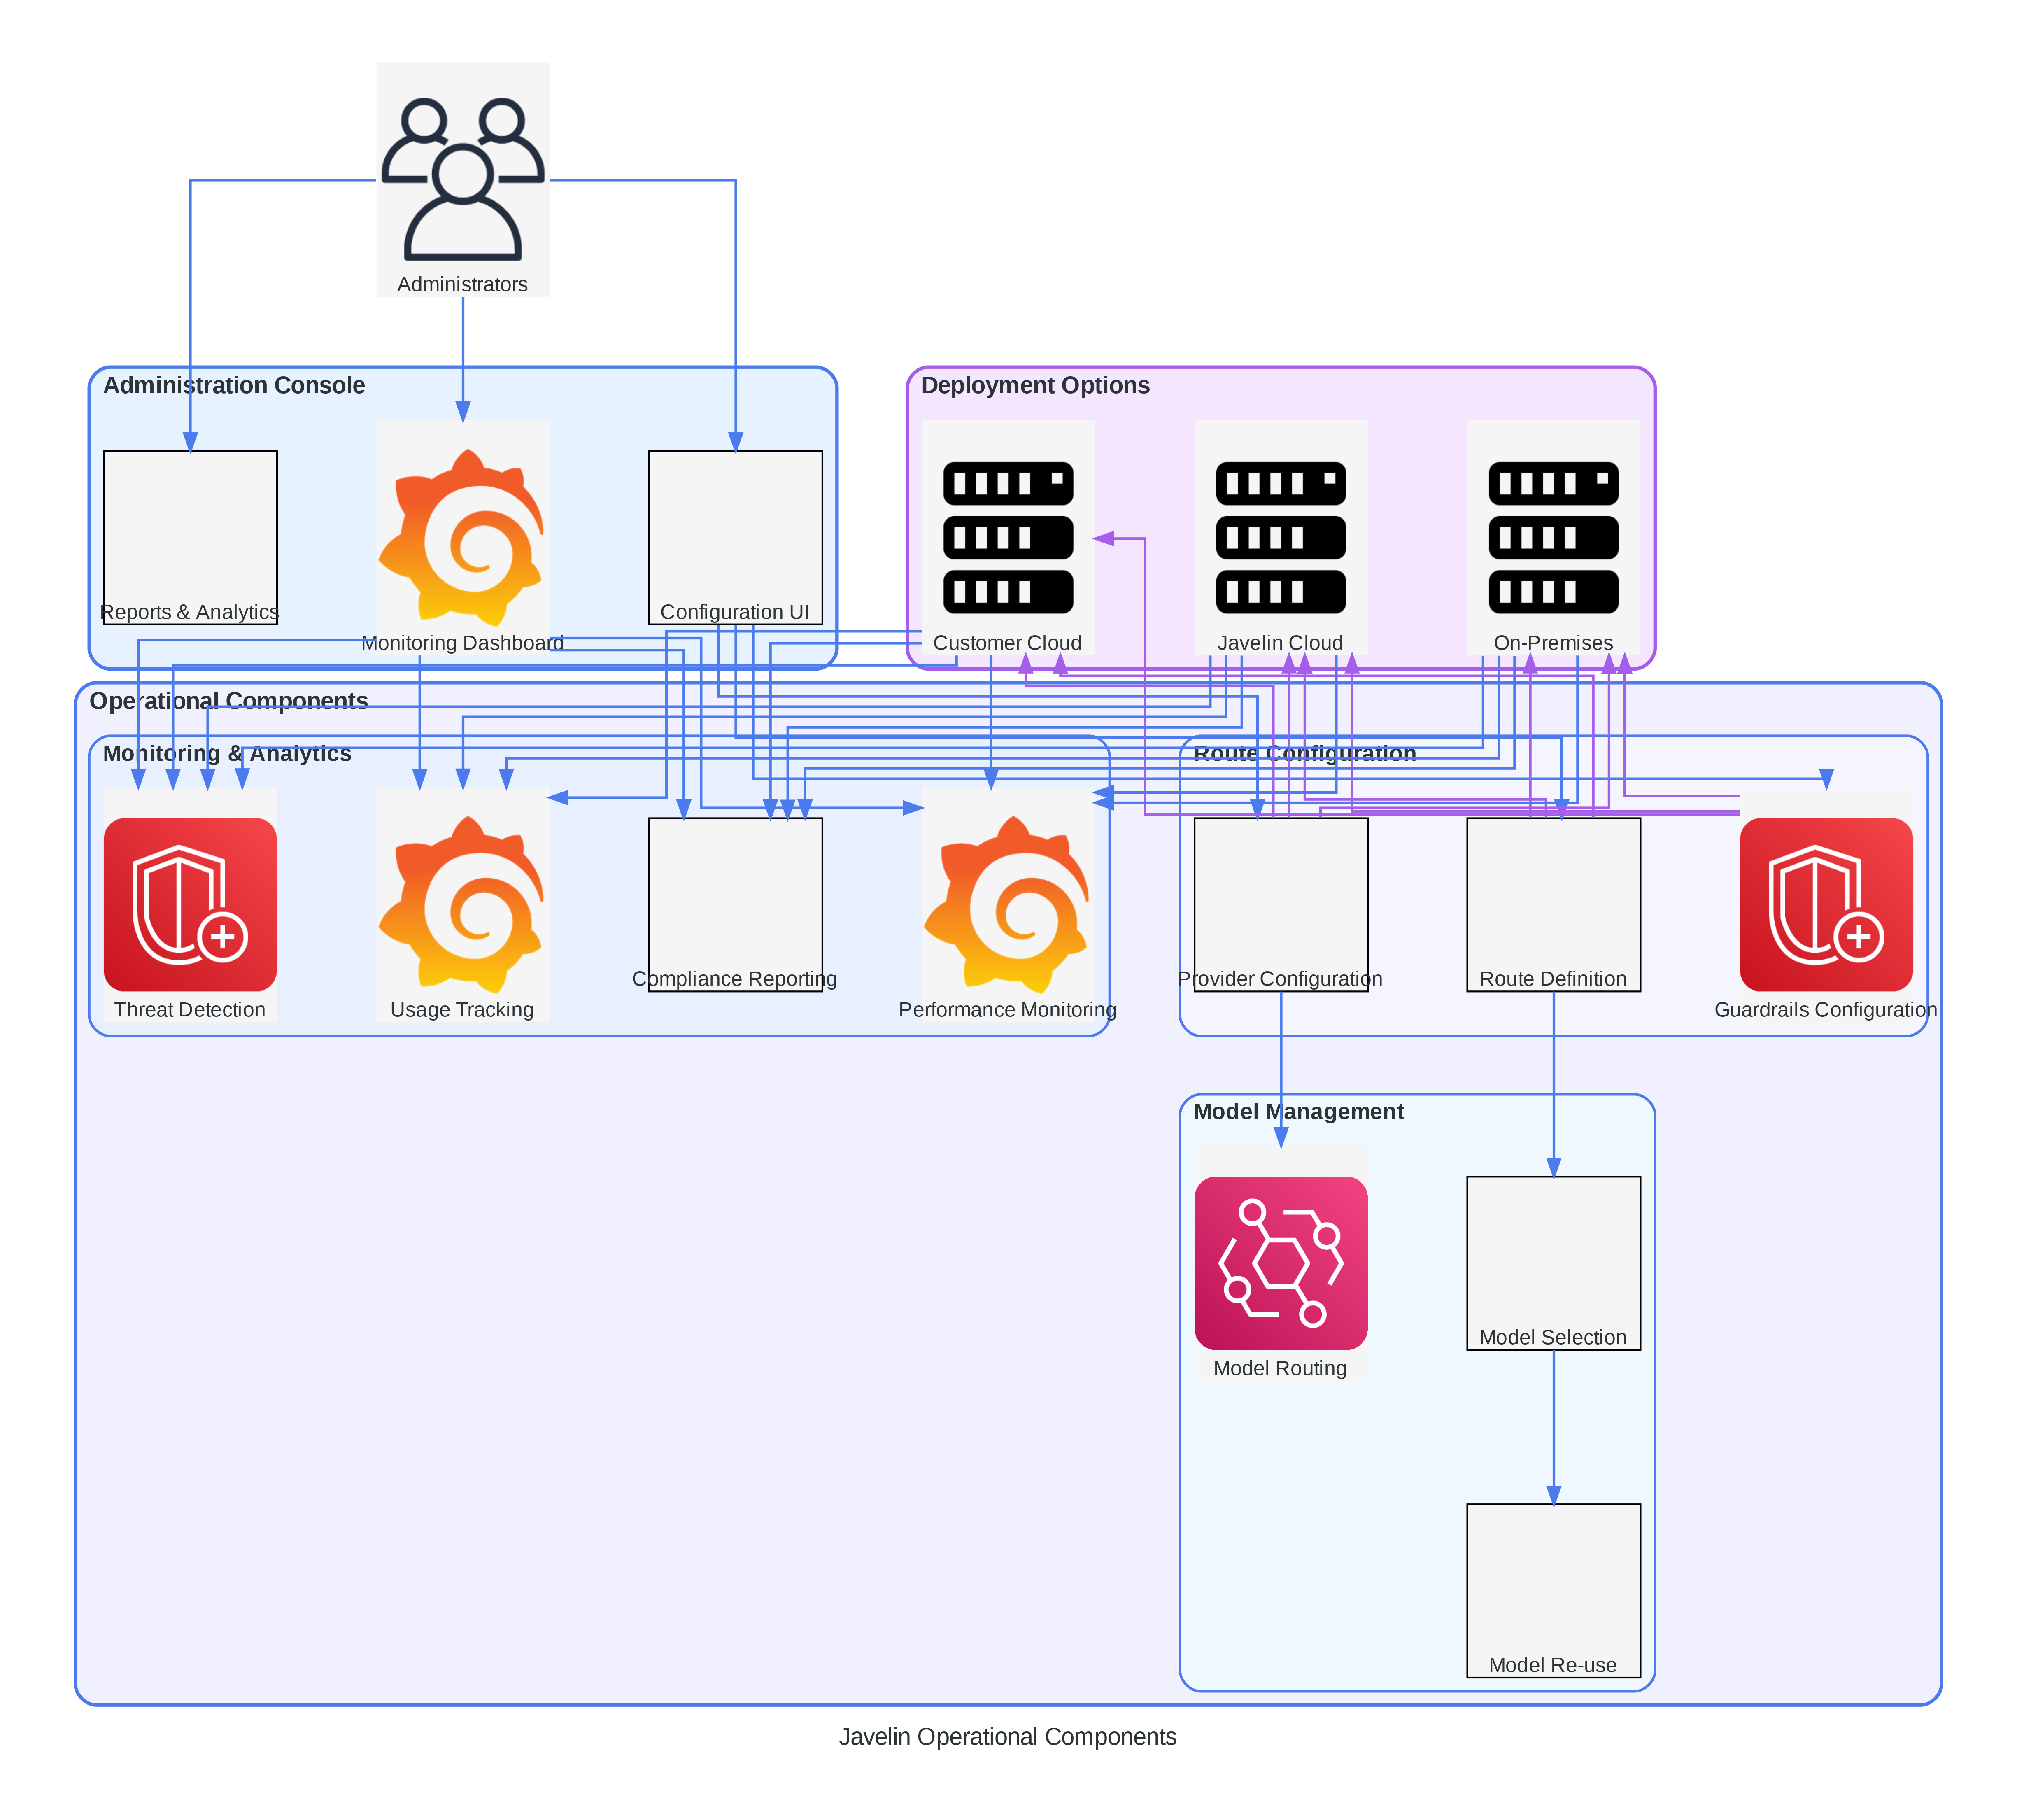 Administrators
Administration Console
Deployment Options
Reports & Analytics
Monitoring Dashboard
Configuration UI
Customer Cloud
Javelin Cloud
On-Premises
Operational Components
Monitoring & Analytics
Route Configuration
Threat Detection
Usage Tracking
Compliance Reporting
Performance Monitoring
Provider Configuration
Route Definition
Guardrails Configuration
Model Management
Model Routing
Model Selection
Model Re-use
Javelin Operational Components